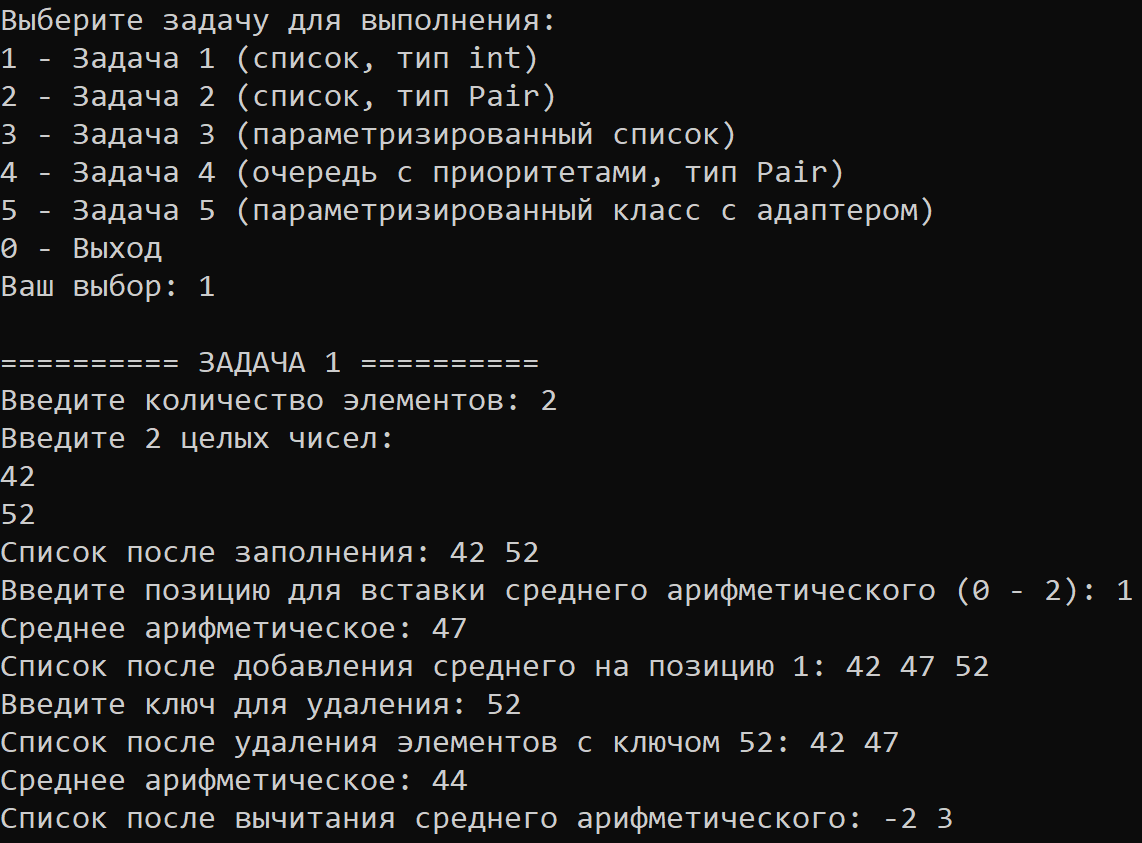 Выберите задачу для выполнения:
1 - Задача 1 (список, тип int)
2 - Задача 2 (список, тип Pair)
3 - Задача 3 (параметризированный список)
4 - Задача 4 (очередь с приоритетами, тип Pair)
5 - Задача 5 (параметризированный класс с адаптером)
0 - Выход
Ваш выбор: 1
========== ЗАДАЧА 1 ==========
Введите количество элементов: 2
Введите 2 целых чисел:
42
52
Список после заполнения: 42 52
Введите позицию для вставки среднего арифметического (0 - 2): 1
Среднее арифметическое: 47
Список после добавления среднего на позицию 1: 42 47 52
Введите ключ для удаления: 52
Список после удаления элементов с ключом 52: 42 47
Среднее арифметическое: 44
Список после вычитания среднего арифметического: -2 3